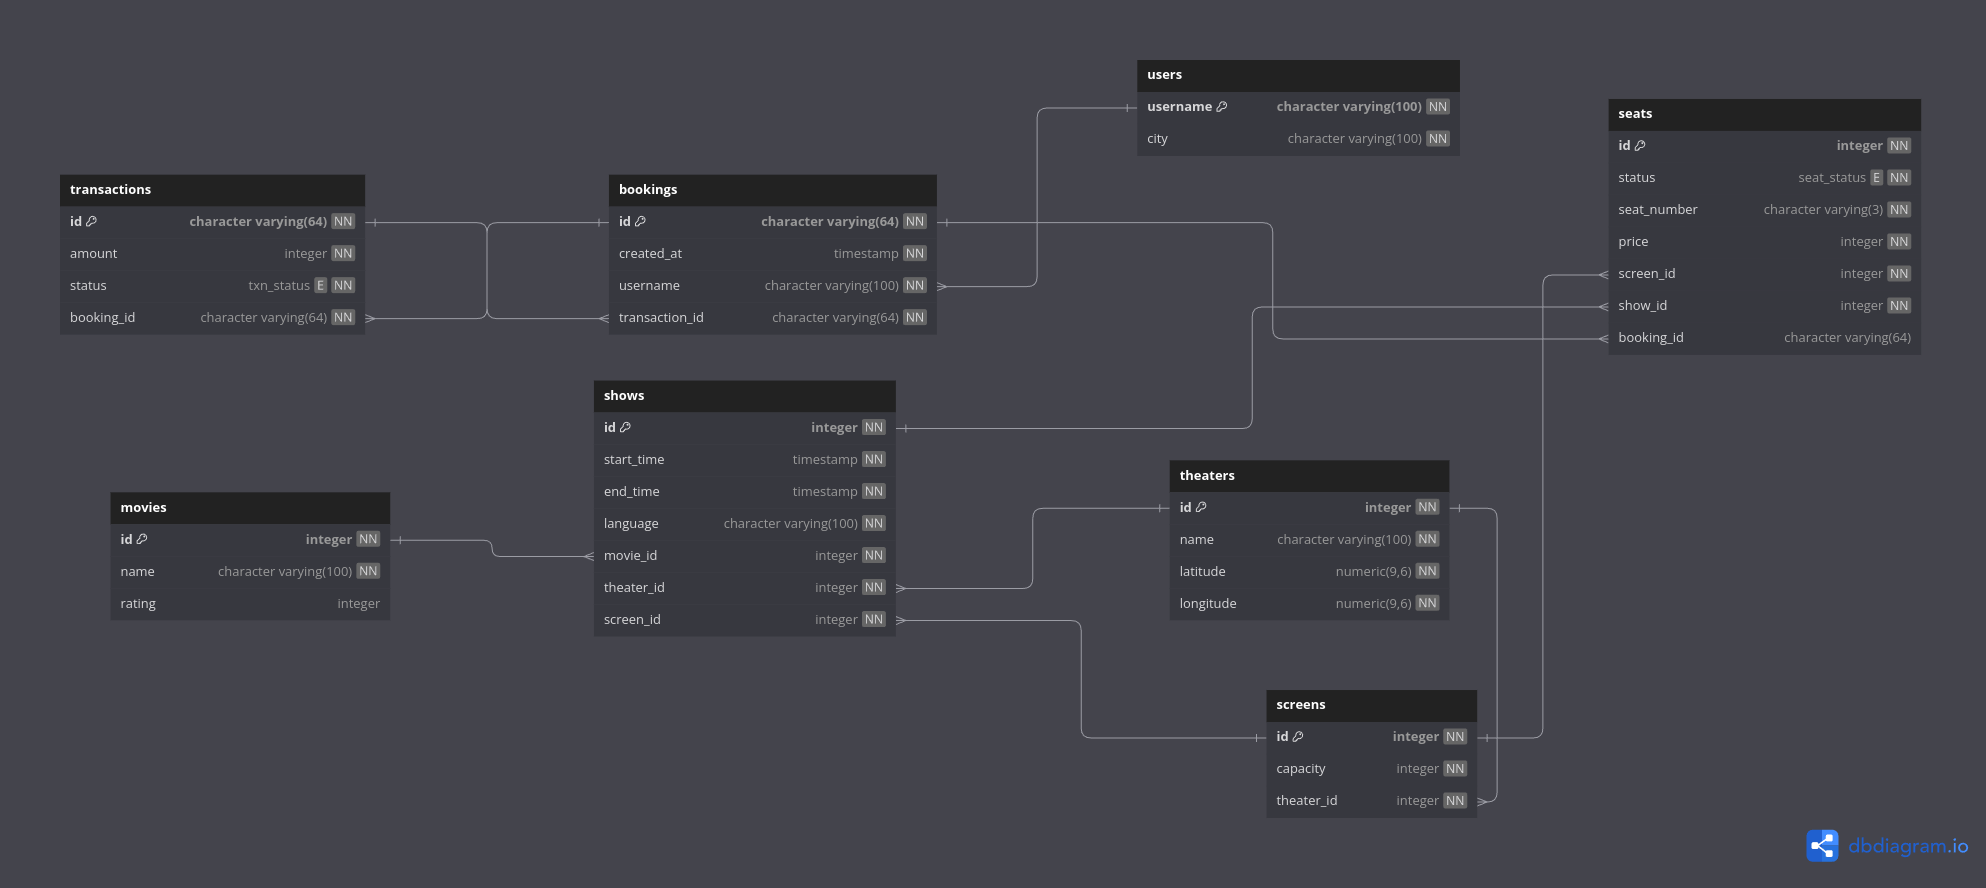 users
username character varying(100) NN
city character varying(100) NN
seats
id integer NN
status seat_status E NN
seat_number character varying(3) NN
price integer NN
screen_id integer NN
show_id integer NN
booking_id character varying(64)
transactions
id character varying(64) NN
amount integer NN
status txn_status E NN
booking_id character varying(64) NN
bookings
id character varying(64) NN
created_at timestamp NN
username character varying(100) NN
transaction_id character varying(64) NN
shows
id integer NN
start_time timestamp NN
end_time timestamp NN
language character varying(100) NN
movie_id integer NN
theater_id integer NN
screen_id integer NN
movies
id integer NN
name character varying(100) NN
rating integer
theaters
id integer NN
name character varying(100) NN
latitude numeric(9,6) NN
longitude numeric(9,6) NN
screens
id integer NN
capacity integer NN
theater_id integer NN
dbdiagram.io